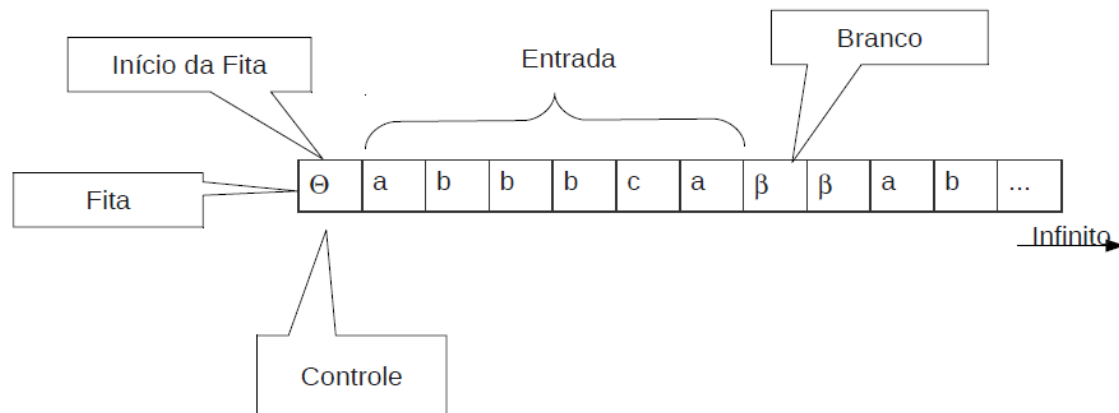 Branco
Entrada
Início da Fita
Θ a b b b c a β β a b ...
Fita
Infinito
Controle